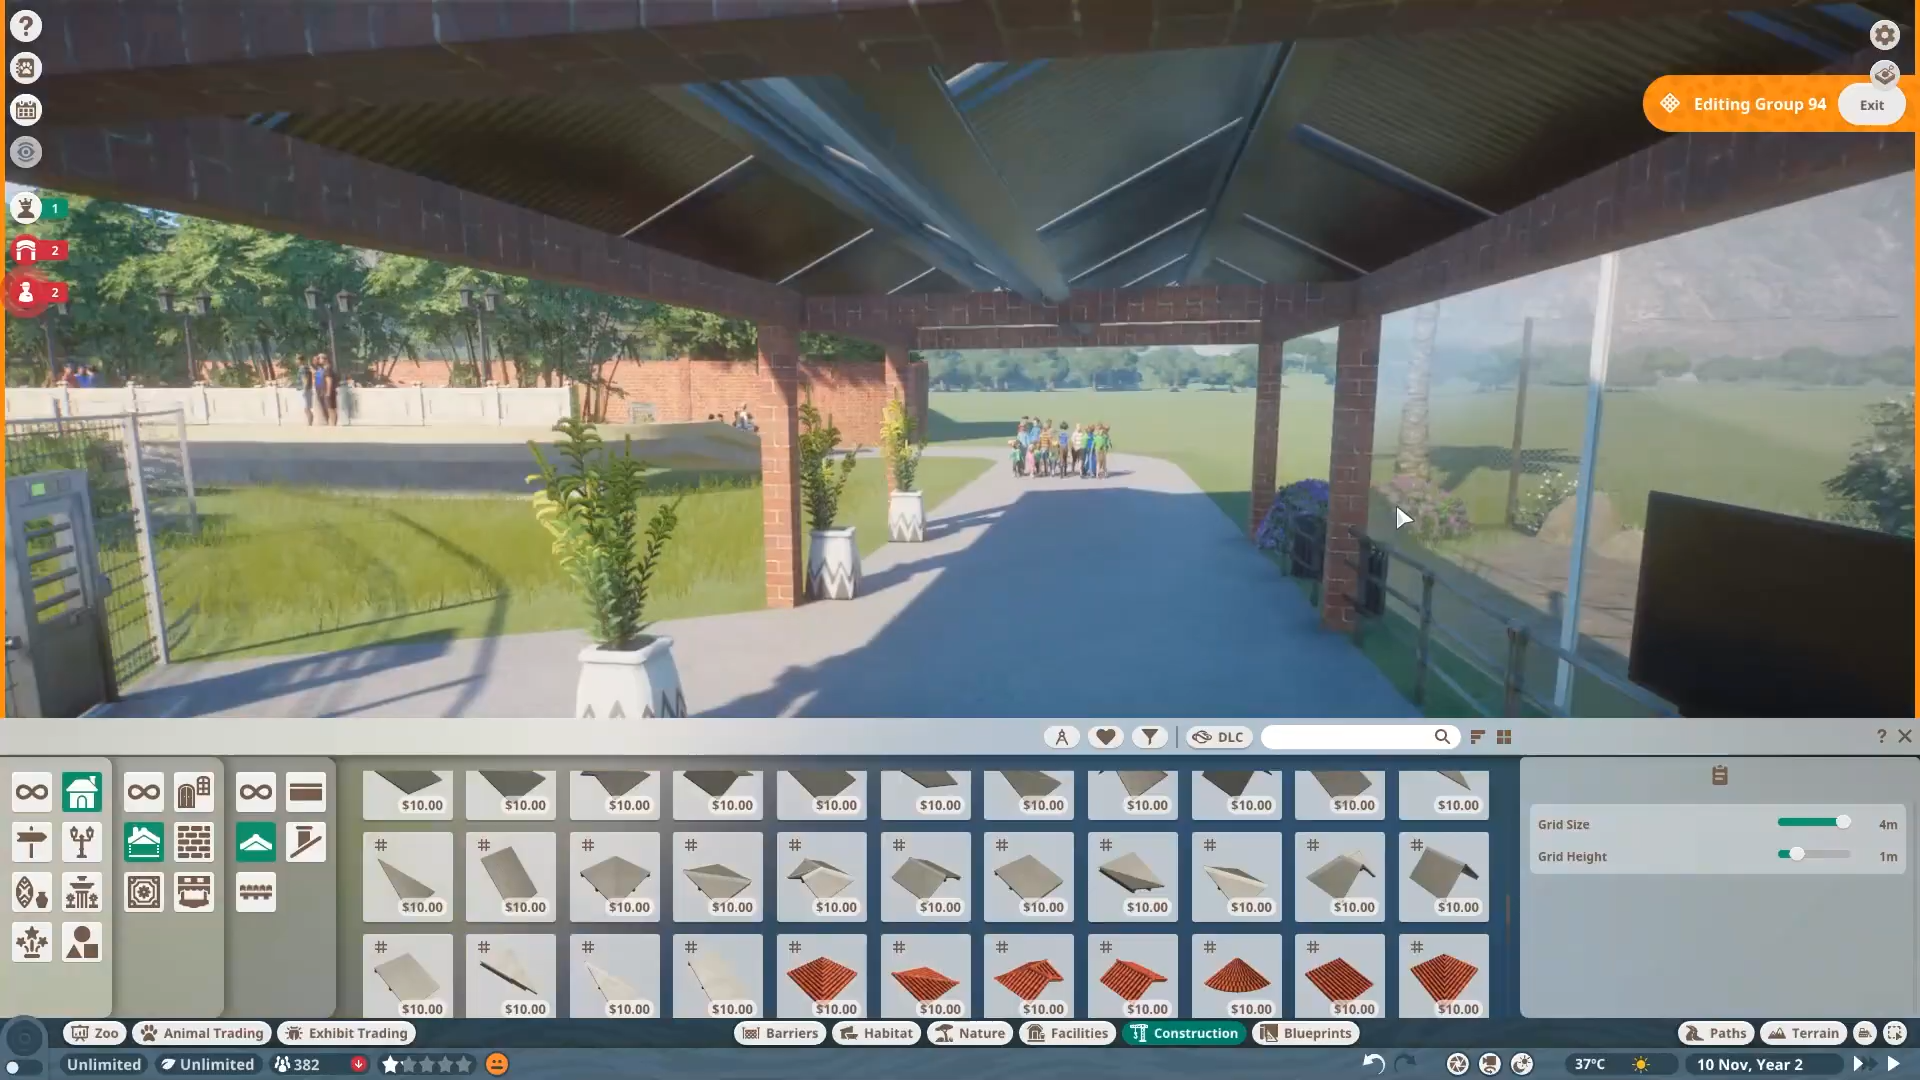 ?
Editing Group 94
Exit
1
2
2
DLC
?
$10.00 $10.00 $10.00 $10.00 $10.00 $10.00 $10.00 $10.00 $10.00 $10.00 $10.00
# # # # # # # # # # #
$10.00 $10.00 $10.00 $10.00 $10.00 $10.00 $10.00 $10.00 $10.00 $10.00 $10.00
# # # # # # # # # # #
$10.00 $10.00 $10.00 $10.00 $10.00 $10.00 $10.00 $10.00 $10.00 $10.00 $10.00
Grid Size 4m
Grid Height 1m
Zoo Animal Trading Exhibit Trading Barriers Habitat Nature Facilities Construction Blueprints Paths Terrain
Unlimited Unlimited 382 37°C 10 Nov, Year 2